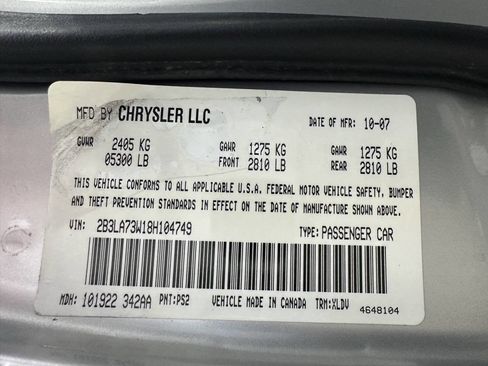 MFD BY CHRYSLER LLC DATE OF MFR: 10-07
GVWR 2405 KG GAWR 1275 KG GAWR 1275 KG
05300 LB FRONT 2810 LB REAR 2810 LB
THIS VEHICLE CONFORMS TO ALL APPLICABLE U.S.A. FEDERAL MOTOR VEHICLE SAFETY, BUMPER
AND THEFT PREVENTION STANDARDS IN EFFECT ON THE DATE OF MANUFACTURE SHOWN ABOVE.
VIN: 2B3LA73W18H104749 TYPE: PASSENGER CAR
MDH: 101922 342AA PNT: PS2 VEHICLE MADE IN CANADA TRM: XLDV
4648104